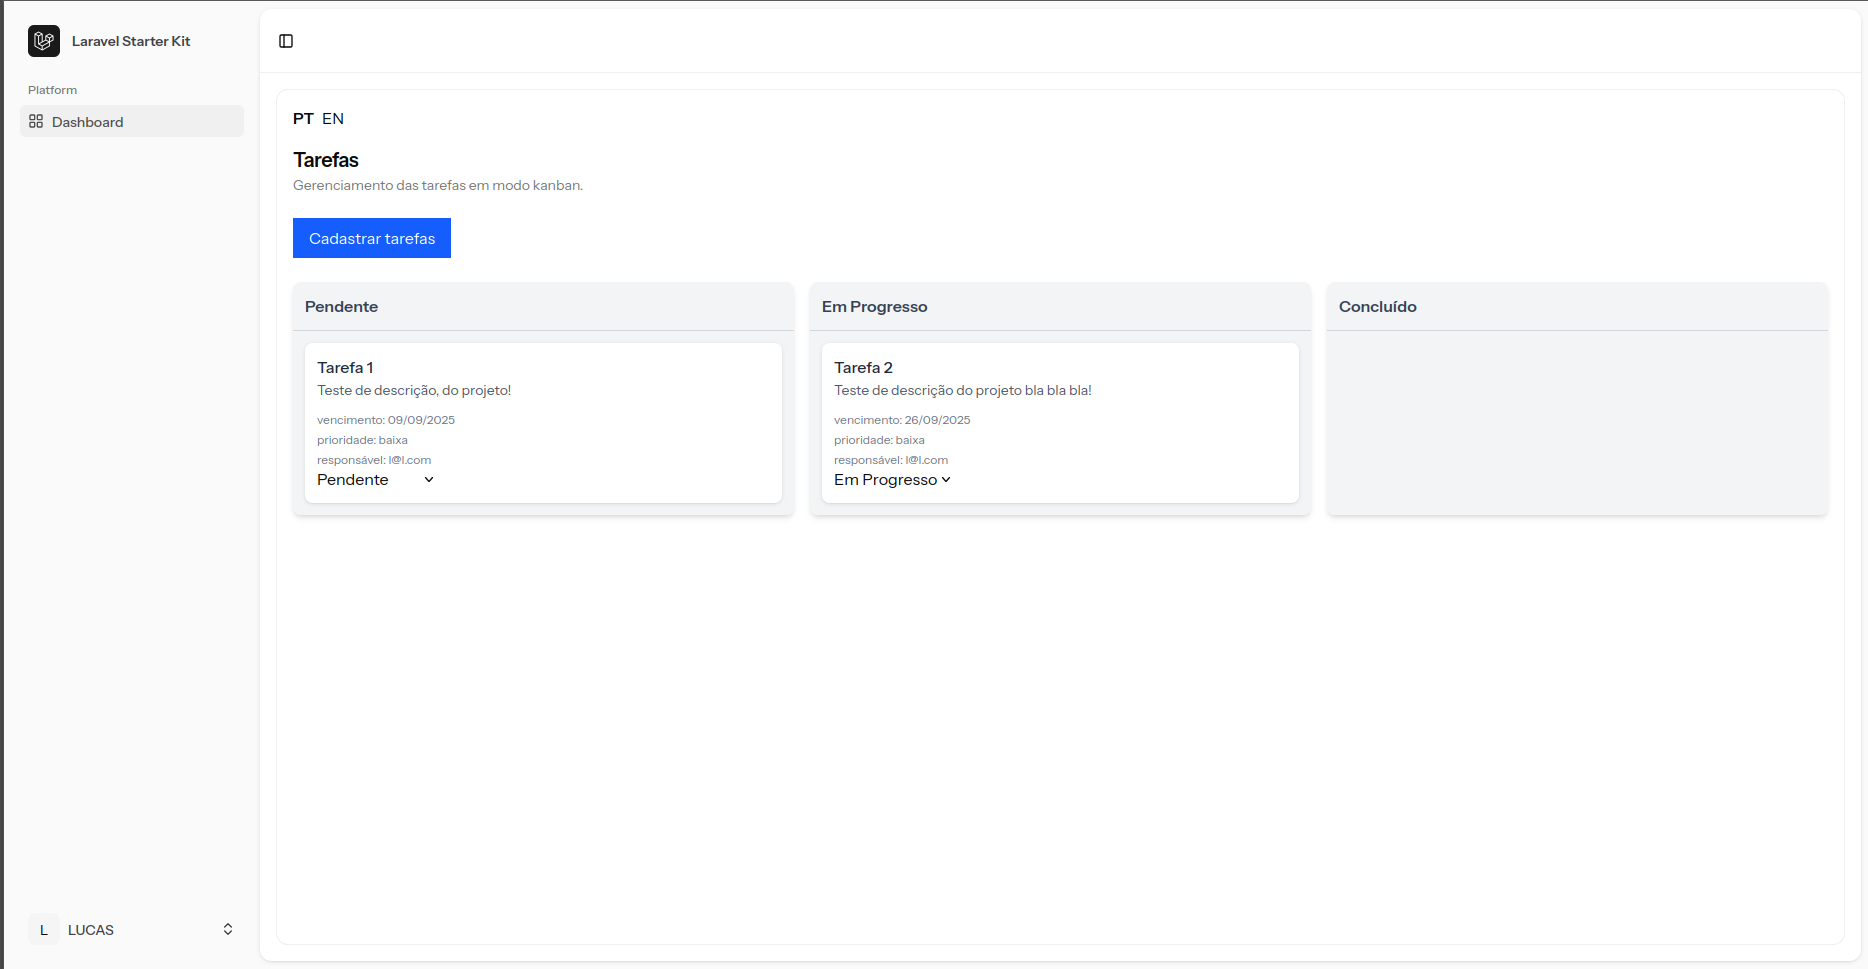 Laravel Starter Kit
Platform
Dashboard
PT EN
Tarefas
Gerenciamento das tarefas em modo kanban.
Cadastrar tarefas
Pendente
Tarefa 1
Teste de descrição, do projeto!
vencimento: 09/09/2025
prioridade: baixa
responsável: l@l.com
Pendente
Em Progresso
Tarefa 2
Teste de descrição do projeto bla bla bla!
vencimento: 26/09/2025
prioridade: baixa
responsável: l@l.com
Em Progresso
Concluído
L LUCAS